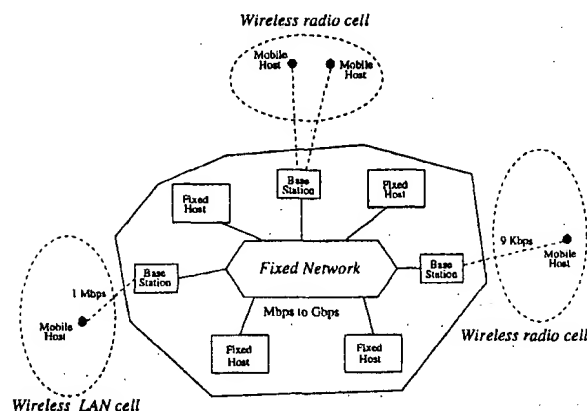 Wireless radio cell
Mobile
Host
Mobile
Host
Base
Station
Fixed
Host
Fixed
Host
9 Kbps
Mobile
Host
Base
Station
Fixed Network
Base
Station
1 Mbps
Mbps to Gbps
Mobile
Host
Wireless radio cell
Fixed
Host
Fixed
Host
Wireless LAN cell